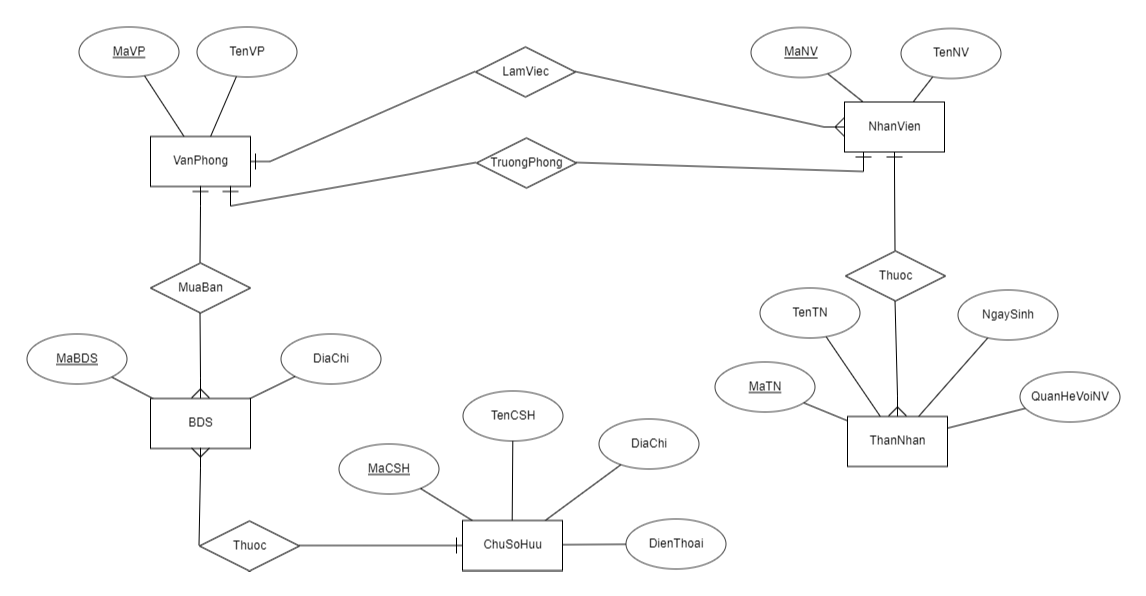 MaVP
TenVP
MaNV
TenNV
LamViec
NhanVien
VanPhong
TruongPhong
MuaBan
Thuoc
TenTN
NgaySinh
MaBDS
DiaChi
MaTN
QuanHeVoiNV
BDS
TenCSH
ThanNhan
DiaChi
MaCSH
Thuoc
ChuSoHuu
DienThoai